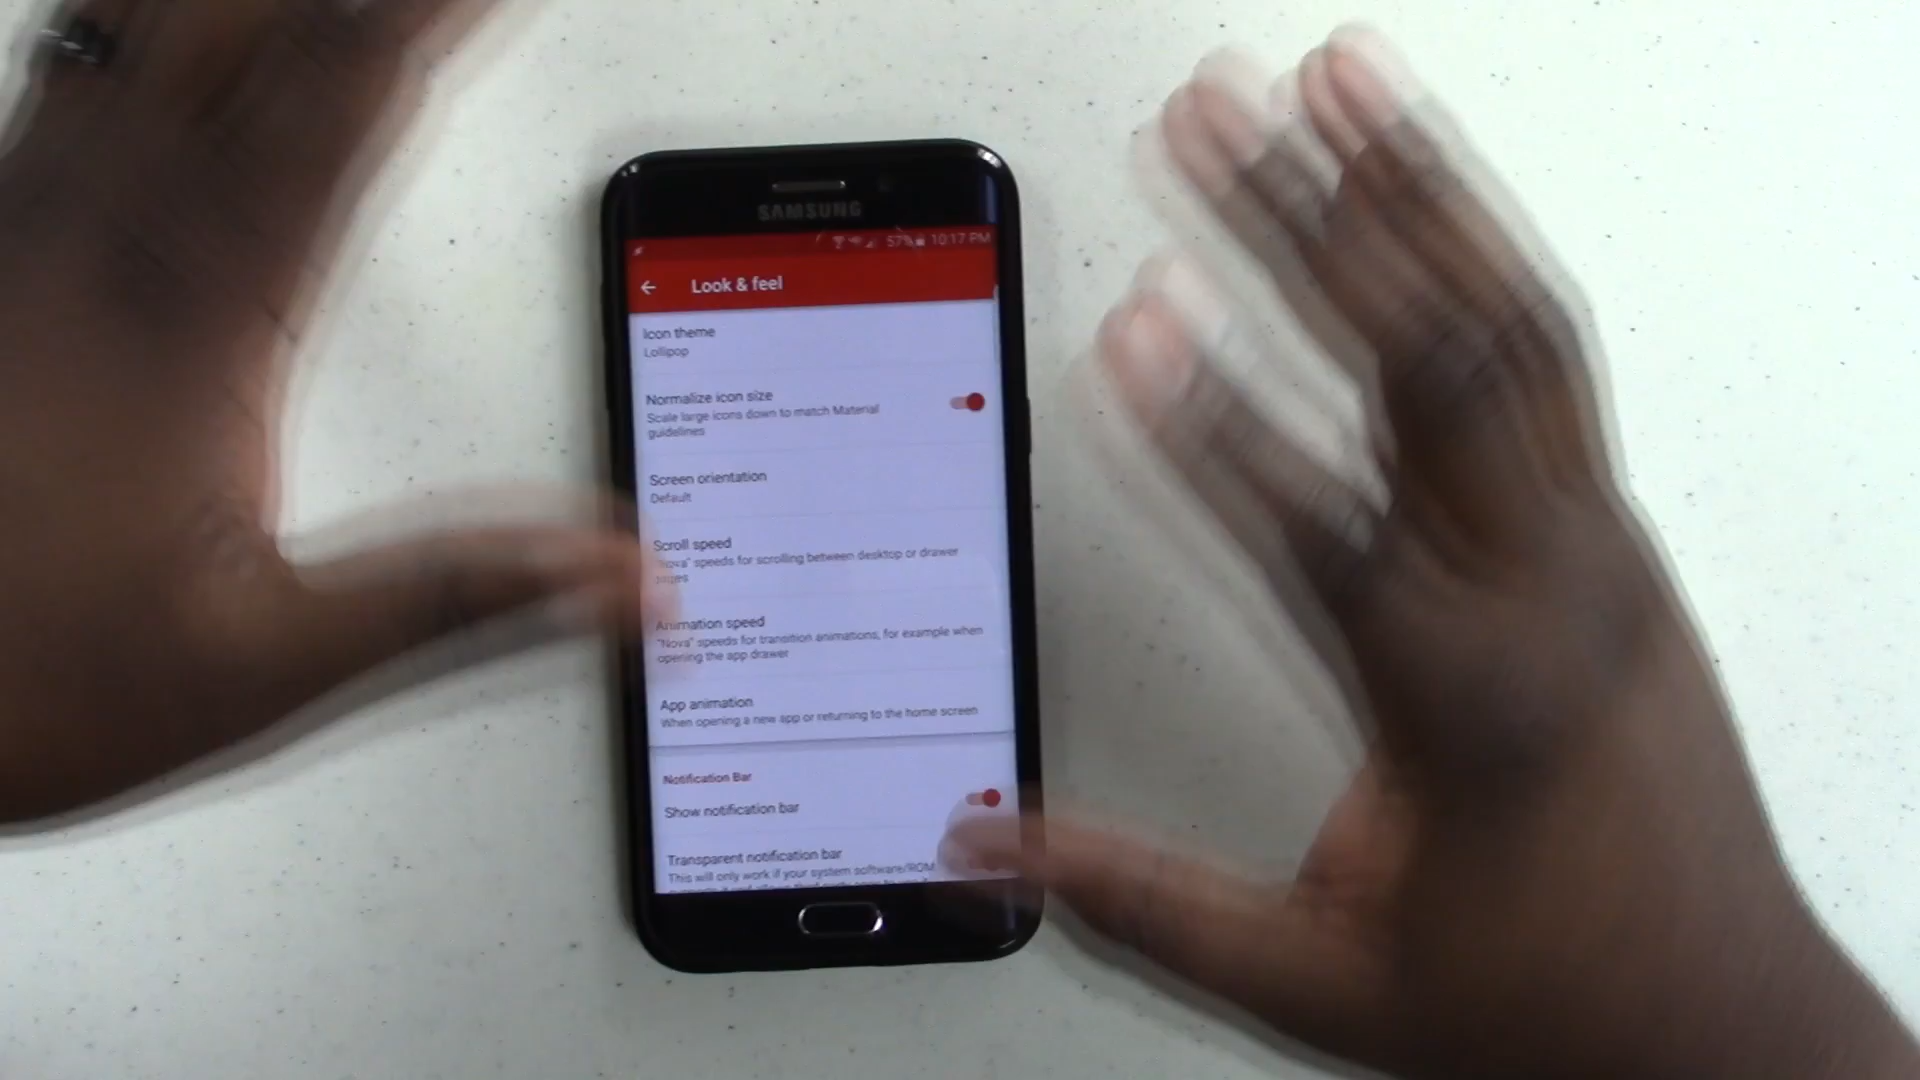 SAMSUNG
57% 10:17 PM
Look & feel
Icon theme
Lollipop
Normalize icon size
Scale large icons down to match Material
guidelines
Screen orientation
Default
Scroll speed
"Nova" speeds for scrolling between desktop or drawer
pages
Animation speed
"Nova" speeds for transition animations, for example when
opening the app drawer
App animation
When opening a new app or returning to the home screen
Notification Bar
Show notification bar
Transparent notification bar
This will only work if your system software/ROM